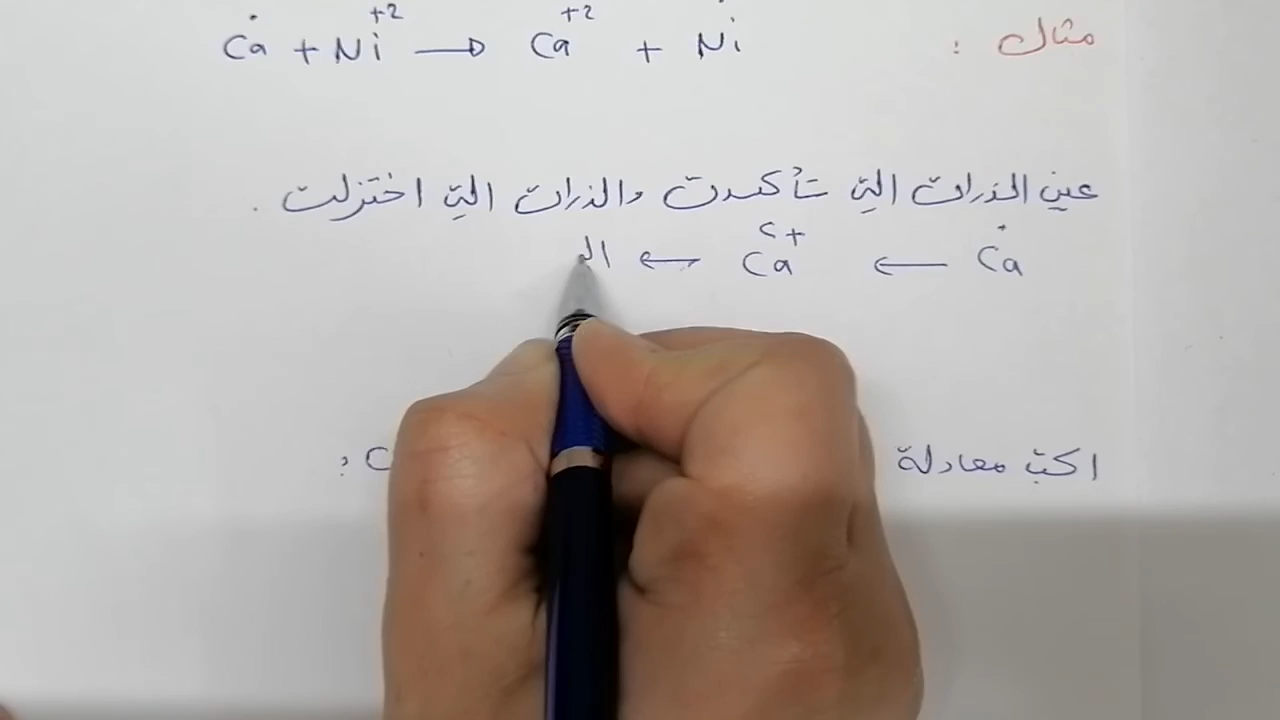 مثال :
Ca° + Ni+2 → Ca+2 + Ni°
عين الذرات التي تأكسدت والذرات التي اختزلت .
Ca° ← Ca2+ ← ال
اكتب معادلة